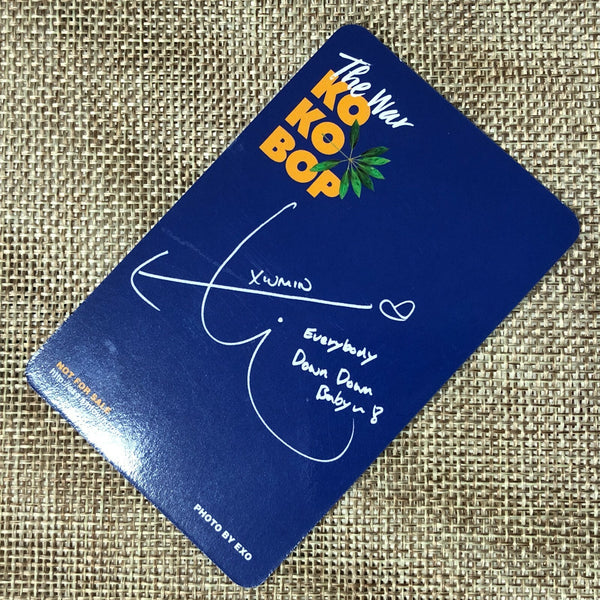 The War
KO
KO
BOP
XIUMIN
Everybody
Down Down
Baby~ 8
NOT FOR SALE
PHOTO BY EXO